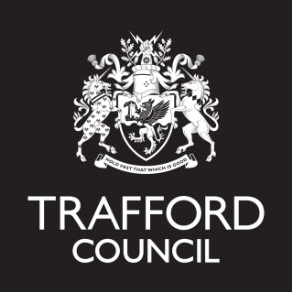 HOLD FAST THAT WHICH IS GOOD
TRAFFORD
COUNCIL